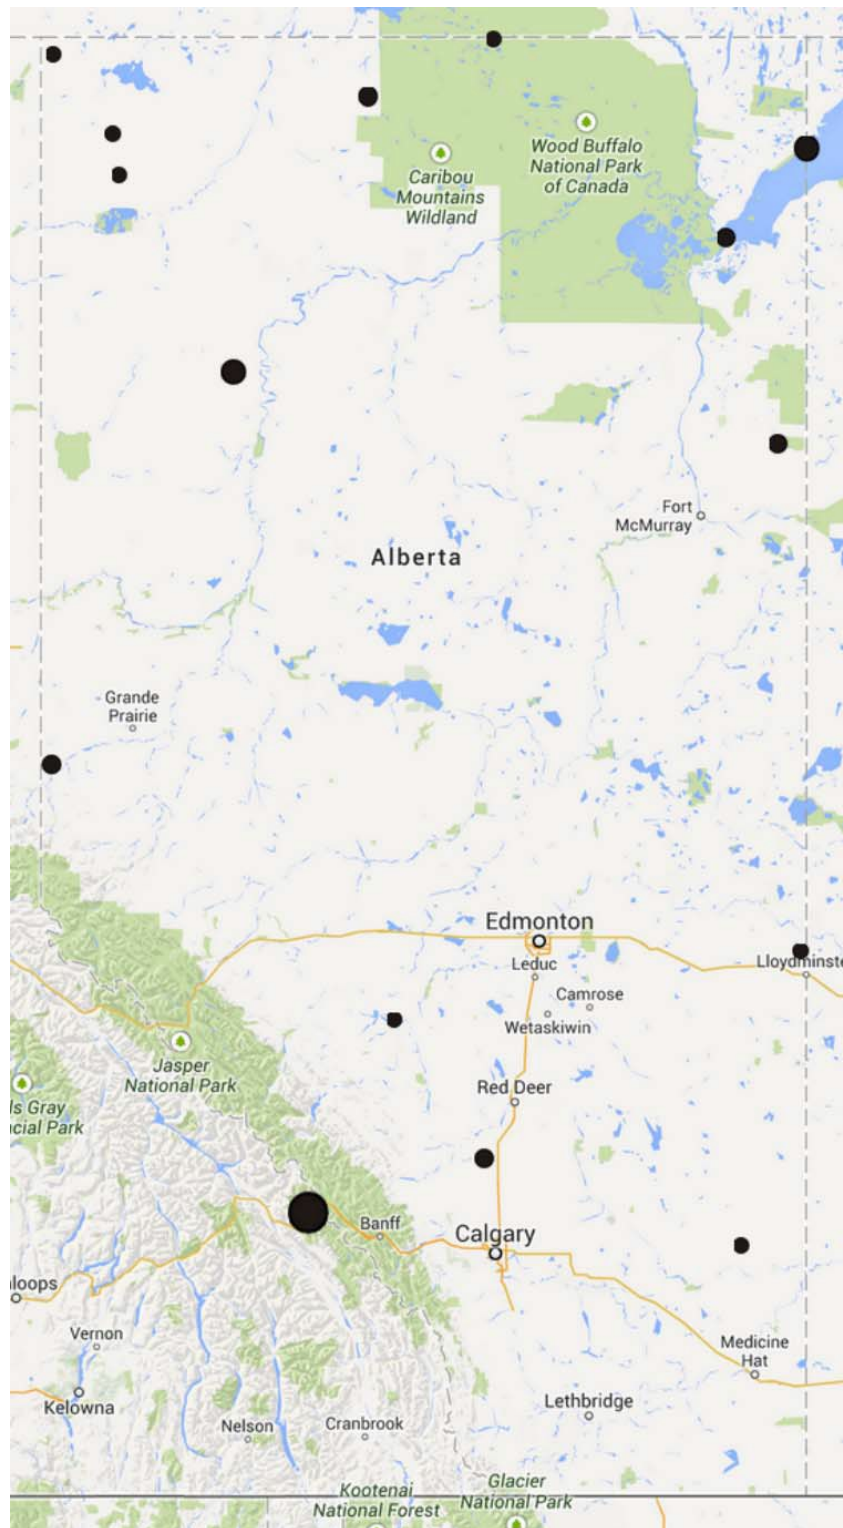 Wood Buffalo
National Park
of Canada
Caribou
Mountains
Wildland
Fort
McMurray
Alberta
Grande
Prairie
Edmonton
Leduc
Lloydminste
Camrose
Wetaskiwin
Jasper
National Park
ls Gray
ncial Park
Red Deer
Banff
Calgary
loops
Vernon
Medicine
Hat
Kelowna
Lethbridge
Nelson
Cranbrook
Kootenai
National Forest
Glacier
National Park